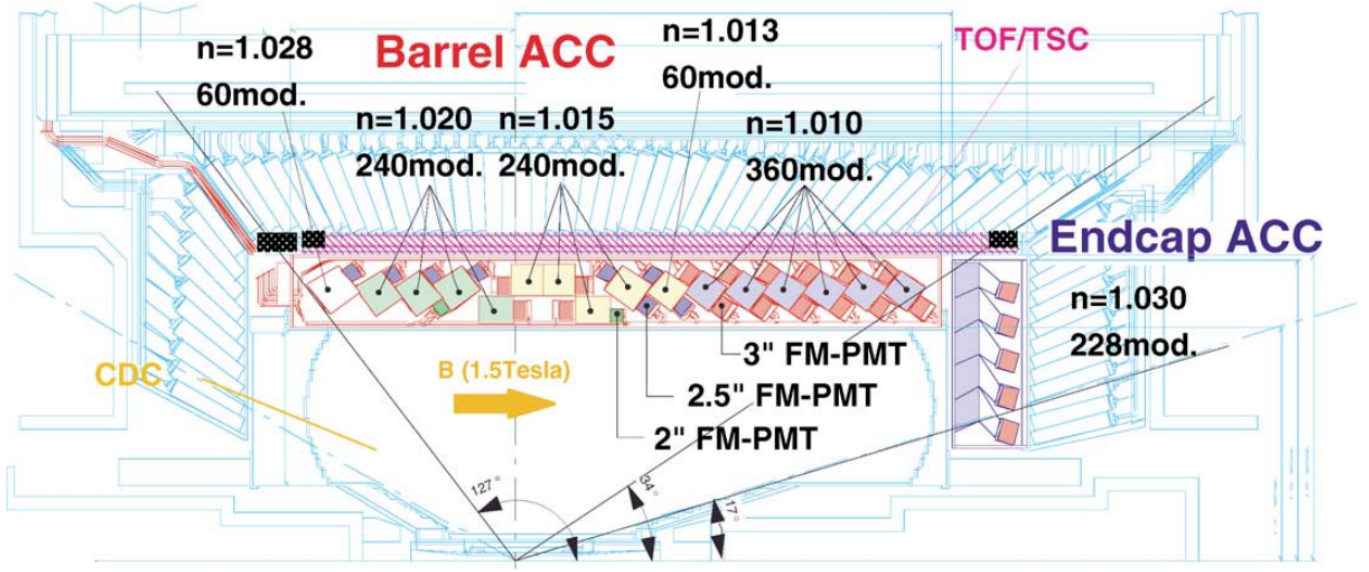 n=1.028
60mod.
Barrel ACC
n=1.013
60mod.
TOF/TSC
n=1.020
240mod.
n=1.015
240mod.
n=1.010
360mod.
Endcap ACC
n=1.030
228mod.
3" FM-PMT
2.5" FM-PMT
2" FM-PMT
CDC
B (1.5Tesla)
127°
34°
17°